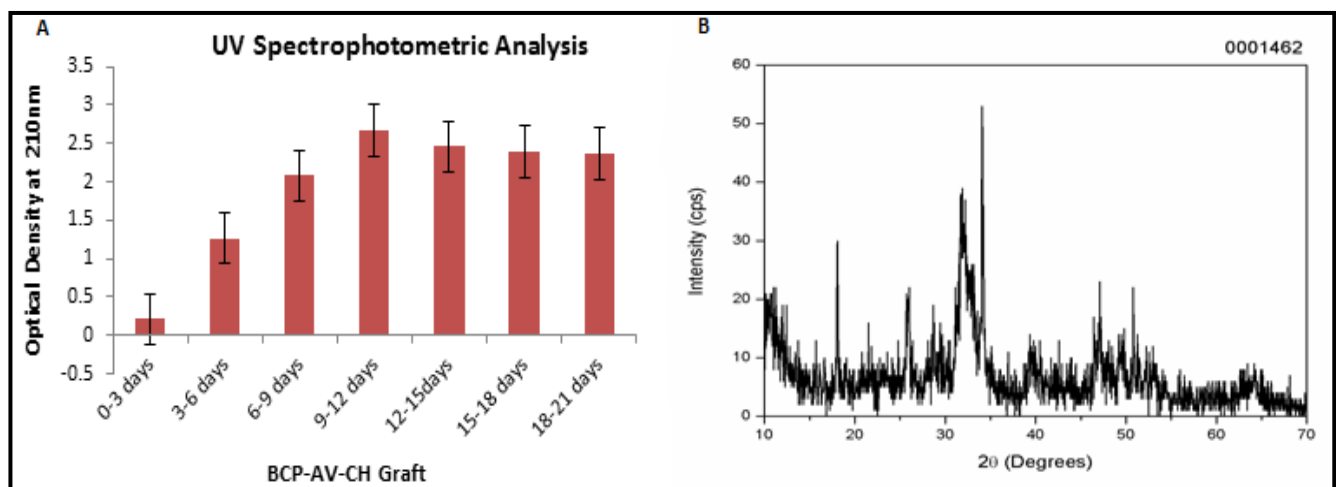 A
UV Spectrophotometric Analysis
3.5
3
2.5
2
1.5
1
0.5
0
-0.5
Optical Density at 210nm
0-3 days
3-6 days
6-9 days
9-12 days
12-15days
15-18 days
18-21 days
BCP-AV-CH Graft
B
0001462
60
50
40
30
20
10
0
Intensity (cps)
10 20 30 40 50 60 70
2θ (Degrees)